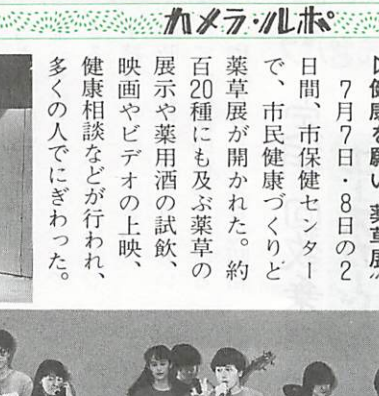 カメラ・ルポ
健康を願い薬草展
7月7日・8日の2
日間、市保健センター
で、市民健康づくりと
薬草展が開かれた。約
百20種にも及ぶ薬草の
展示や薬用酒の試飲、
映画やビデオの上映、
健康相談などが行われ、
多くの人でにぎわった。